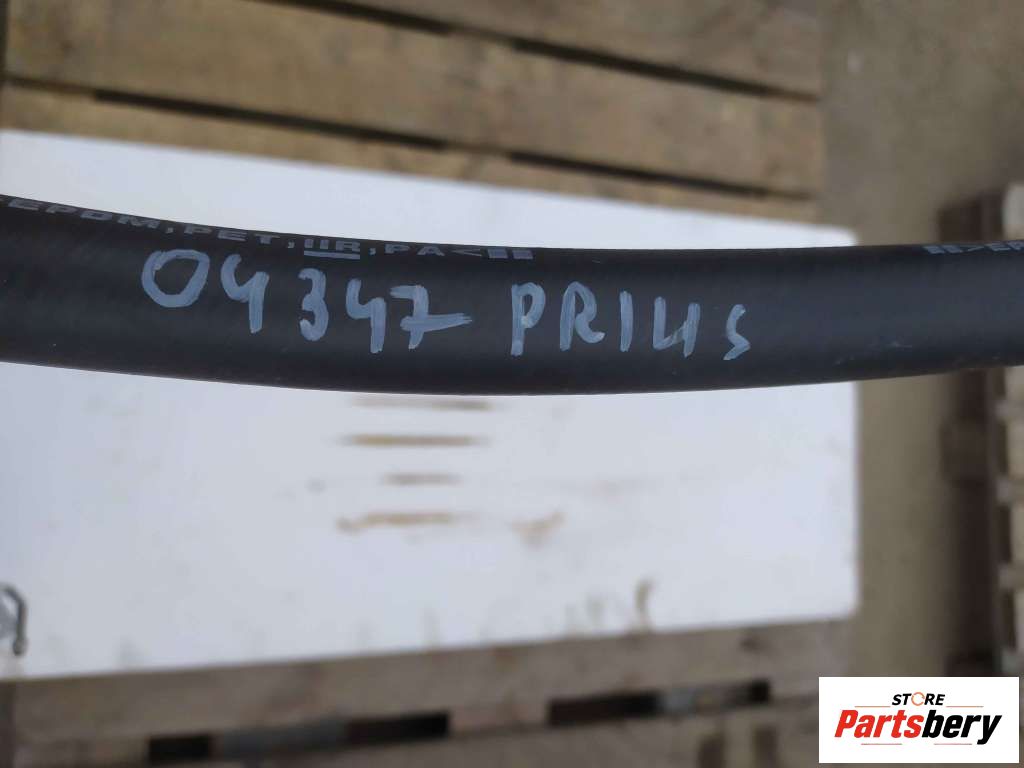 EPDM,PET,IIR,PA<
04347 PRIUS
STORE
Partsbery